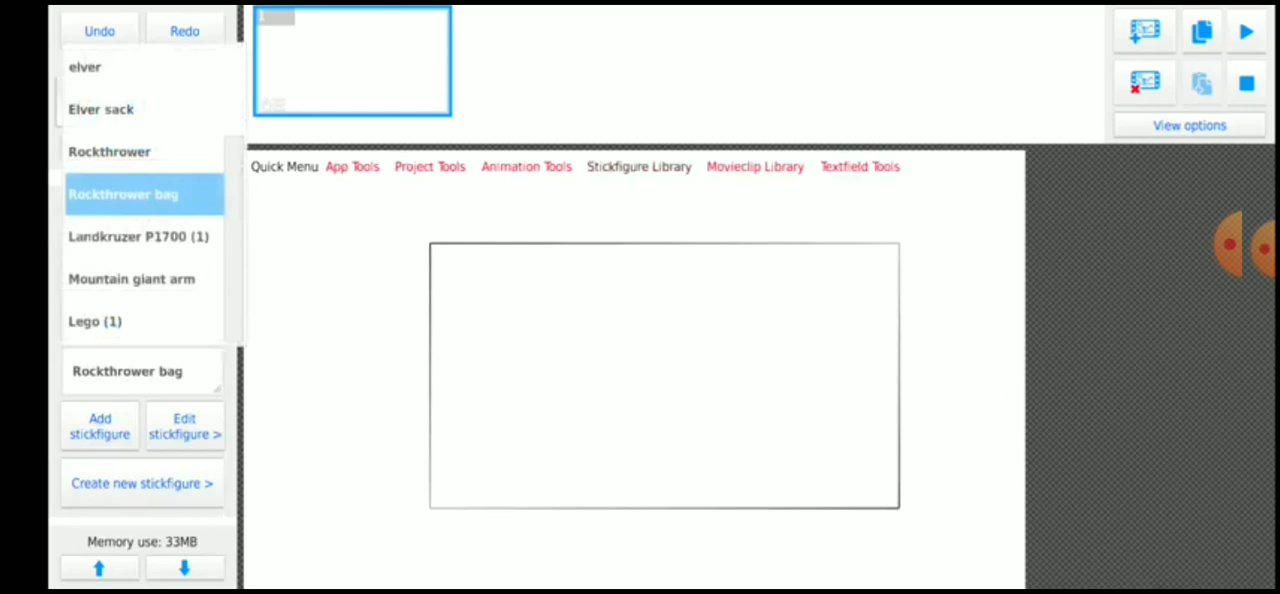 Undo Redo
elver
Elver sack
Rockthrower
Rockthrower bag
Landkruzer P1700 (1)
Mountain giant arm
Lego (1)
Rockthrower bag
Add stickfigure
Edit stickfigure >
Create new stickfigure >
Memory use: 33MB
1
View options
Quick Menu App Tools Project Tools Animation Tools Stickfigure Library Movieclip Library Textfield Tools